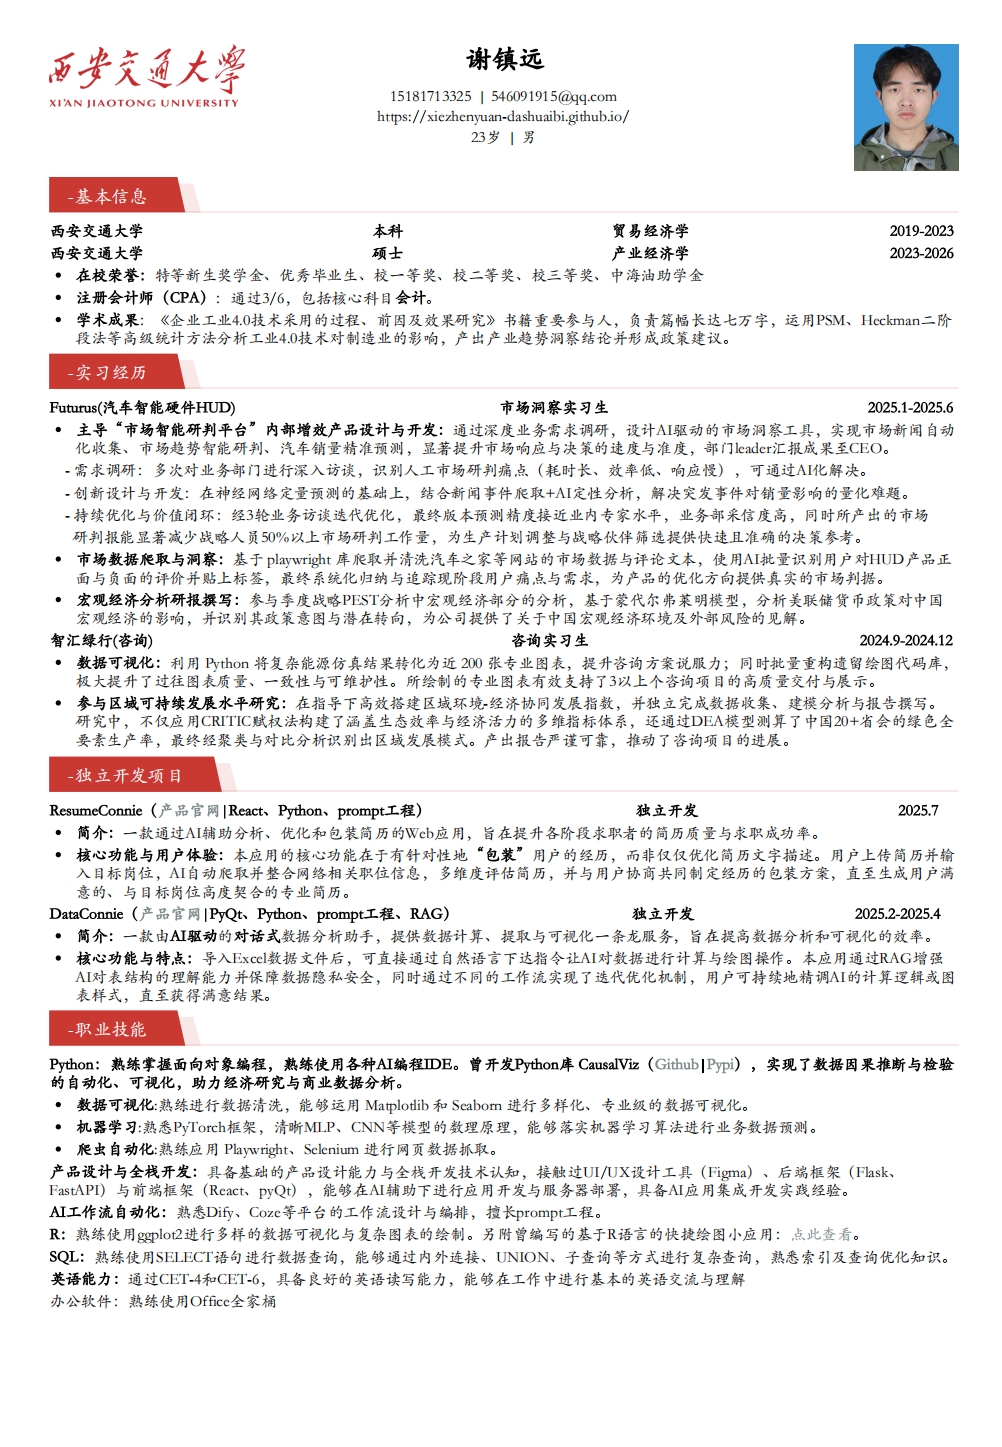 西安交通大学
XI'AN JIAOTONG UNIVERSITY
谢镇远
15181713325 | 546091915@qq.com
https://xiezhenyuan-dashuaibi.github.io/
23岁 | 男
-基本信息
西安交通大学 本科 贸易经济学 2019-2023
西安交通大学 硕士 产业经济学 2023-2026
• 在校荣誉：特等新生奖学金、优秀毕业生、校一等奖、校二等奖、校三等奖、中海油助学金
• 注册会计师（CPA）：通过3/6，包括核心科目会计。
• 学术成果：《企业工业4.0技术采用的过程、前因及效果研究》书籍重要参与人，负责篇幅长达七万字，运用PSM、Heckman二阶
段法等高级统计方法分析工业4.0技术对制造业的影响，产出产业趋势洞察结论并形成政策建议。
-实习经历
Futurus(汽车智能硬件HUD) 市场洞察实习生 2025.1-2025.6
• 主导“市场智能研判平台”内部增效产品设计与开发：通过深度业务需求调研，设计AI驱动的市场洞察工具，实现市场新闻自动
化收集、市场趋势智能研判、汽车销量精准预测，显著提升市场响应与决策的速度与准度，部门leader汇报成果至CEO。
- 需求调研：多次对业务部门进行深入访谈，识别人工市场研判痛点（耗时长、效率低、响应慢），可通过AI化解决。
- 创新设计与开发：在神经网络定量预测的基础上，结合新闻事件爬取+AI定性分析，解决突发事件对销量影响的量化难题。
- 持续优化与价值闭环：经3轮业务访谈迭代优化，最终版本预测精度接近业内专家水平，业务部采信度高，同时所产出的市场
研判报能显著减少战略人员50%以上市场研判工作量，为生产计划调整与战略伙伴筛选提供快速且准确的决策参考。
• 市场数据爬取与洞察：基于 playwright 库爬取并清洗汽车之家等网站的市场数据与评论文本，使用AI批量识别用户对HUD产品正
面与负面的评价并贴上标签，最终系统化归纳与追踪现阶段用户痛点与需求，为产品的优化方向提供真实的市场判据。
• 宏观经济分析研报撰写：参与季度战略PEST分析中宏观经济部分的分析，基于蒙代尔弗莱明模型，分析美联储货币政策对中国
宏观经济的影响，并识别其政策意图与潜在转向，为公司提供了关于中国宏观经济环境及外部风险的见解。
智汇绿行(咨询) 咨询实习生 2024.9-2024.12
• 数据可视化：利用 Python 将复杂能源仿真结果转化为近 200 张专业图表，提升咨询方案说服力；同时批量重构遗留绘图代码库，
极大提升了过往图表质量、一致性与可维护性。所绘制的专业图表有效支持了3以上个咨询项目的高质量交付与展示。
• 参与区域可持续发展水平研究：在指导下高效搭建区域环境-经济协同发展指数，并独立完成数据收集、建模分析与报告撰写。
研究中，不仅应用CRITIC赋权法构建了涵盖生态效率与经济活力的多维指标体系，还通过DEA模型测算了中国20+省会的绿色全
要素生产率，最终经聚类与对比分析识别出区域发展模式。产出报告严谨可靠，推动了咨询项目的进展。
-独立开发项目
ResumeConnie（产品官网|React、Python、prompt工程） 独立开发 2025.7
• 简介：一款通过AI辅助分析、优化和包装简历的Web应用，旨在提升各阶段求职者的简历质量与求职成功率。
• 核心功能与用户体验：本应用的核心功能在于有针对性地“包装”用户的经历，而非仅仅优化简历文字描述。用户上传简历并输
入目标岗位，AI自动爬取并整合网络相关职位信息，多维度评估简历，并与用户协商共同制定经历的包装方案，直至生成用户满
意的、与目标岗位高度契合的专业简历。
DataConnie（产品官网|PyQt、Python、prompt工程、RAG） 独立开发 2025.2-2025.4
• 简介：一款由AI驱动的对话式数据分析助手，提供数据计算、提取与可视化一条龙服务，旨在提高数据分析和可视化的效率。
• 核心功能与特点：导入Excel数据文件后，可直接通过自然语言下达指令让AI对数据进行计算与绘图操作。本应用通过RAG增强
AI对表结构的理解能力并保障数据隐私安全，同时通过不同的工作流实现了迭代优化机制，用户可持续地精调AI的计算逻辑或图
表样式，直至获得满意结果。
-职业技能
Python：熟练掌握面向对象编程，熟练使用各种AI编程IDE。曾开发Python库 CausalViz（Github|Pypi），实现了数据因果推断与检验
的自动化、可视化，助力经济研究与商业数据分析。
• 数据可视化:熟练进行数据清洗，能够运用 Matplotlib 和 Seaborn 进行多样化、专业级的数据可视化。
• 机器学习:熟悉PyTorch框架，清晰MLP、CNN等模型的数理原理，能够落实机器学习算法进行业务数据预测。
• 爬虫自动化:熟练应用 Playwright、Selenium 进行网页数据抓取。
产品设计与全栈开发：具备基础的产品设计能力与全栈开发技术认知，接触过UI/UX设计工具（Figma）、后端框架（Flask、
FastAPI）与前端框架（React、pyQt），能够在AI辅助下进行应用开发与服务器部署，具备AI应用集成开发实践经验。
AI工作流自动化：熟悉Dify、Coze等平台的工作流设计与编排，擅长prompt工程。
R：熟练使用ggplot2进行多样的数据可视化与复杂图表的绘制。另附曾编写的基于R语言的快捷绘图小应用：点此查看。
SQL：熟练使用SELECT语句进行数据查询，能够通过内外连接、UNION、子查询等方式进行复杂查询，熟悉索引及查询优化知识。
英语能力：通过CET-4和CET-6，具备良好的英语读写能力，能够在工作中进行基本的英语交流与理解
办公软件：熟练使用Office全家桶